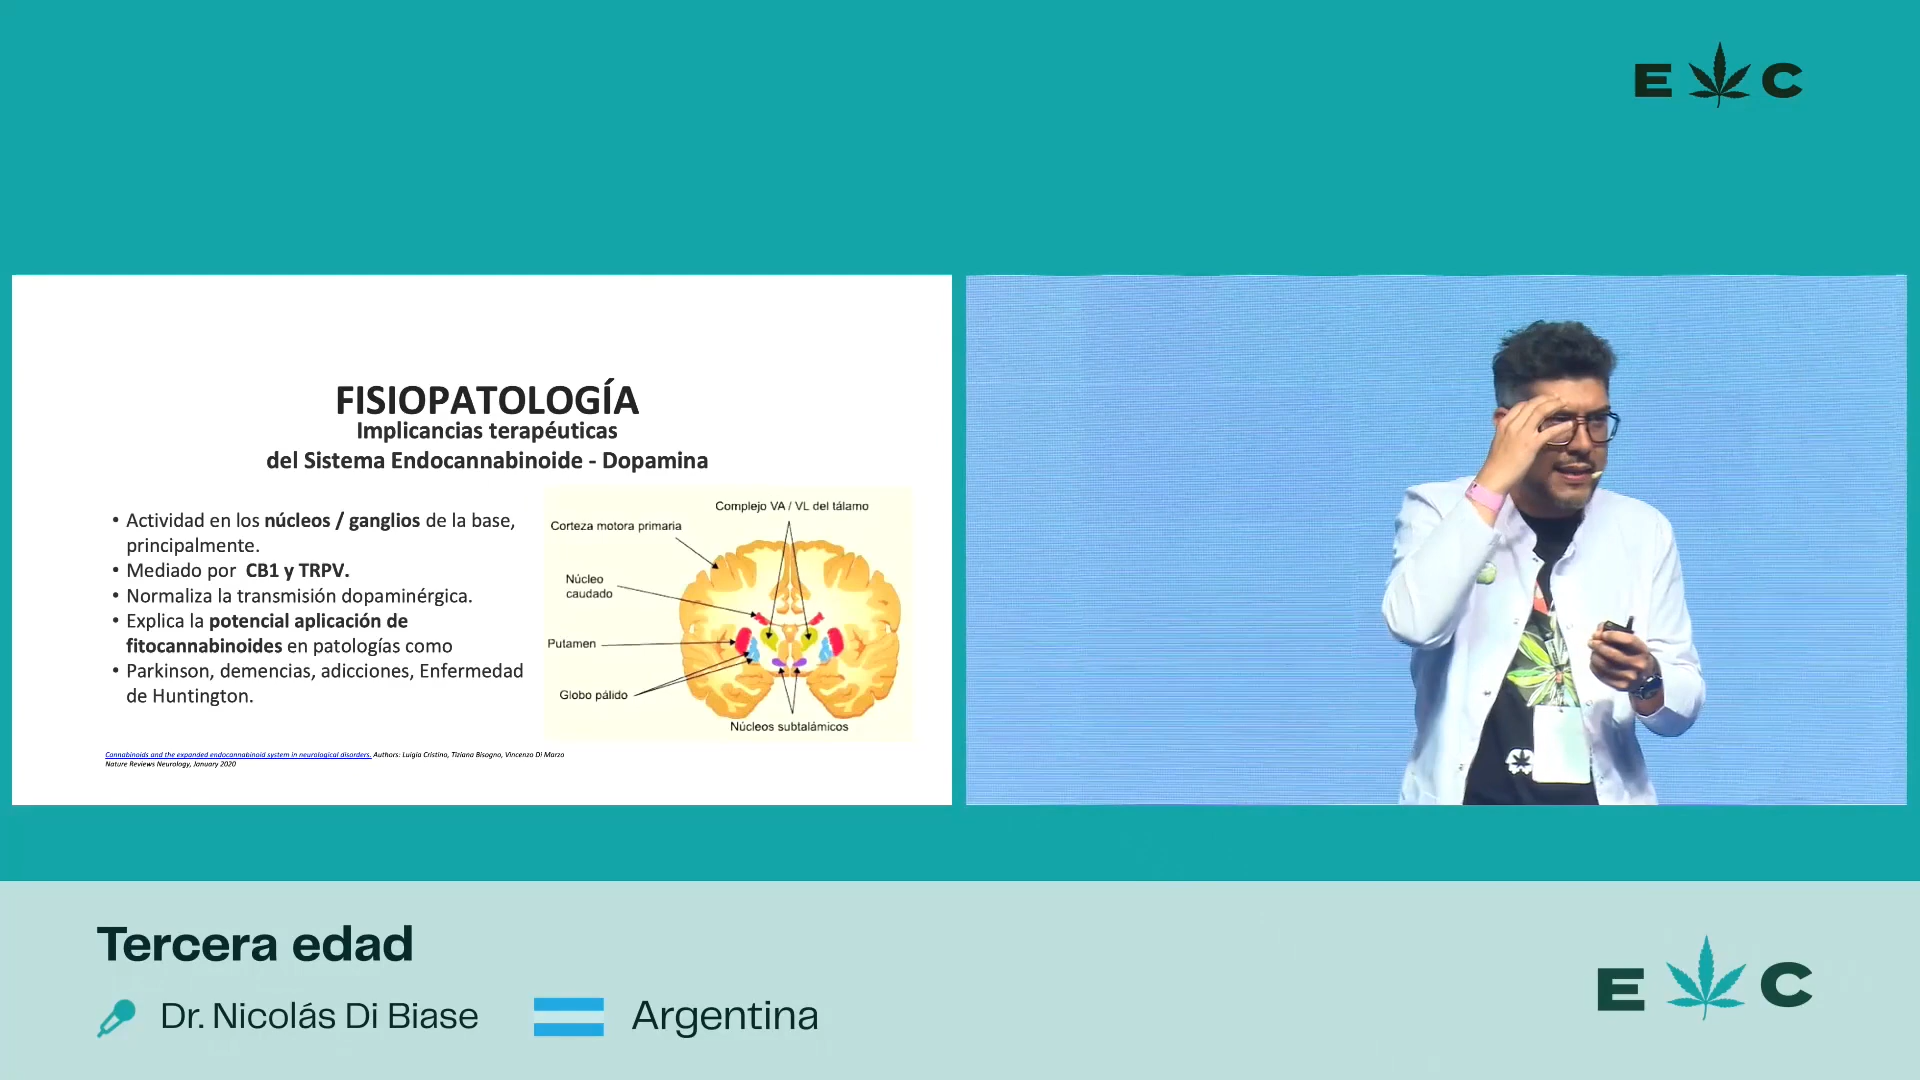 E C
FISIOPATOLOGÍA
Implicancias terapéuticas
del Sistema Endocannabinoide - Dopamina
• Actividad en los núcleos / ganglios de la base,
principalmente.
• Mediado por CB1 y TRPV.
• Normaliza la transmisión dopaminérgica.
• Explica la potencial aplicación de
fitocannabinoides en patologías como
• Parkinson, demencias, adicciones, Enfermedad
de Huntington.
Complejo VA / VL del tálamo
Corteza motora primaria
Núcleo
caudado
Putamen
Globo pálido
Núcleos subtalámicos
Cannabinoids and the expanded endocannabinoid system in neurological disorders. Authors: Luigia Cristino, Tiziana Bisogno, Vincenzo Di Marzo
Nature Reviews Neurology, January 2020
Tercera edad
Dr. Nicolás Di Biase
Argentina
E C